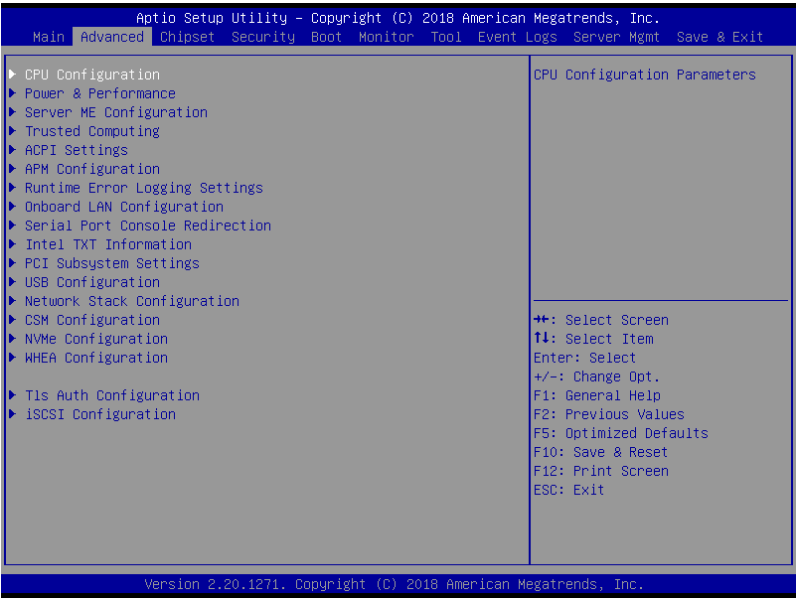 Aptio Setup Utility – Copyright (C) 2018 American Megatrends, Inc.
Main Advanced Chipset Security Boot Monitor Tool Event Logs Server Mgmt Save & Exit
CPU Configuration
Power & Performance
Server ME Configuration
Trusted Computing
ACPI Settings
APM Configuration
Runtime Error Logging Settings
Onboard LAN Configuration
Serial Port Console Redirection
Intel TXT Information
PCI Subsystem Settings
USB Configuration
Network Stack Configuration
CSM Configuration
NVMe Configuration
WHEA Configuration
Tls Auth Configuration
iSCSI Configuration
CPU Configuration Parameters
→←: Select Screen
↑↓: Select Item
Enter: Select
+/-: Change Opt.
F1: General Help
F2: Previous Values
F5: Optimized Defaults
F10: Save & Reset
F12: Print Screen
ESC: Exit
Version 2.20.1271. Copyright (C) 2018 American Megatrends, Inc.